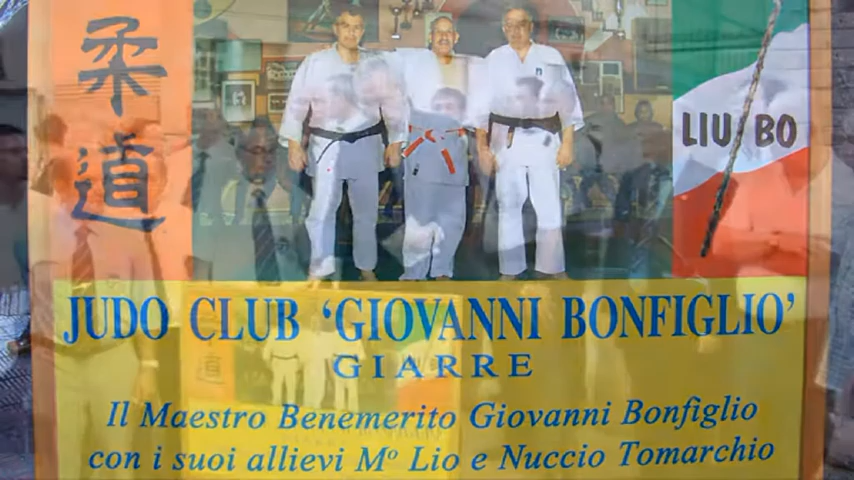 柔
道
LIU BO
JUDO CLUB ‘GIOVANNI BONFIGLIO’
GIARRE
Il Maestro Benemerito Giovanni Bonfiglio
con i suoi allievi Mº Lio e Nuccio Tomarchio